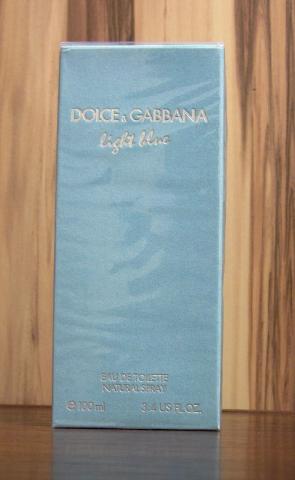 DOLCE & GABBANA
light blue
EAU DE TOILETTE
NATURAL SPRAY
e 100 ml 3.4 US FL.OZ.